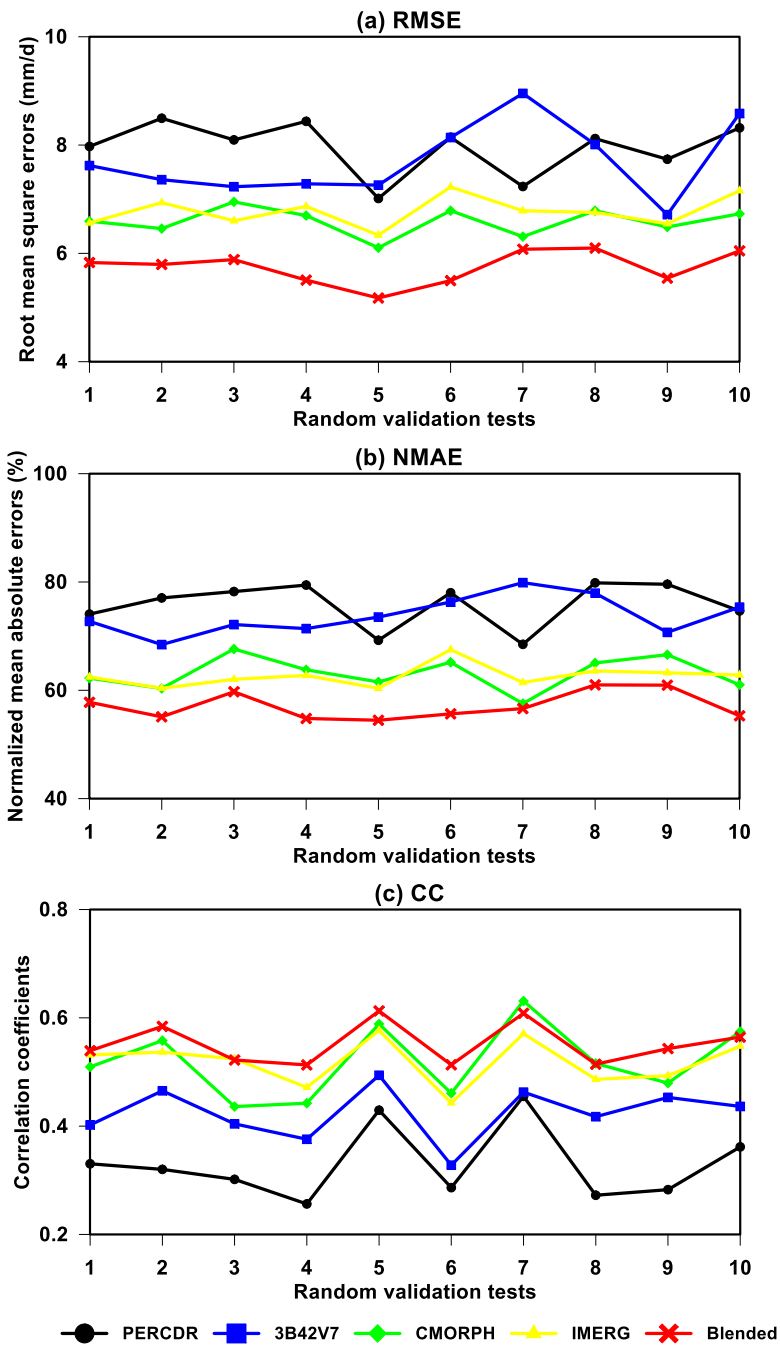 (a) RMSE
Root mean square errors (mm/d)
10
8
6
4
1 2 3 4 5 6 7 8 9 10
Random validation tests
(b) NMAE
Normalized mean absolute errors (%)
100
80
60
40
1 2 3 4 5 6 7 8 9 10
Random validation tests
(c) CC
Correlation coefficients
0.8
0.6
0.4
0.2
1 2 3 4 5 6 7 8 9 10
Random validation tests
PERCDR 3B42V7 CMORPH IMERG Blended